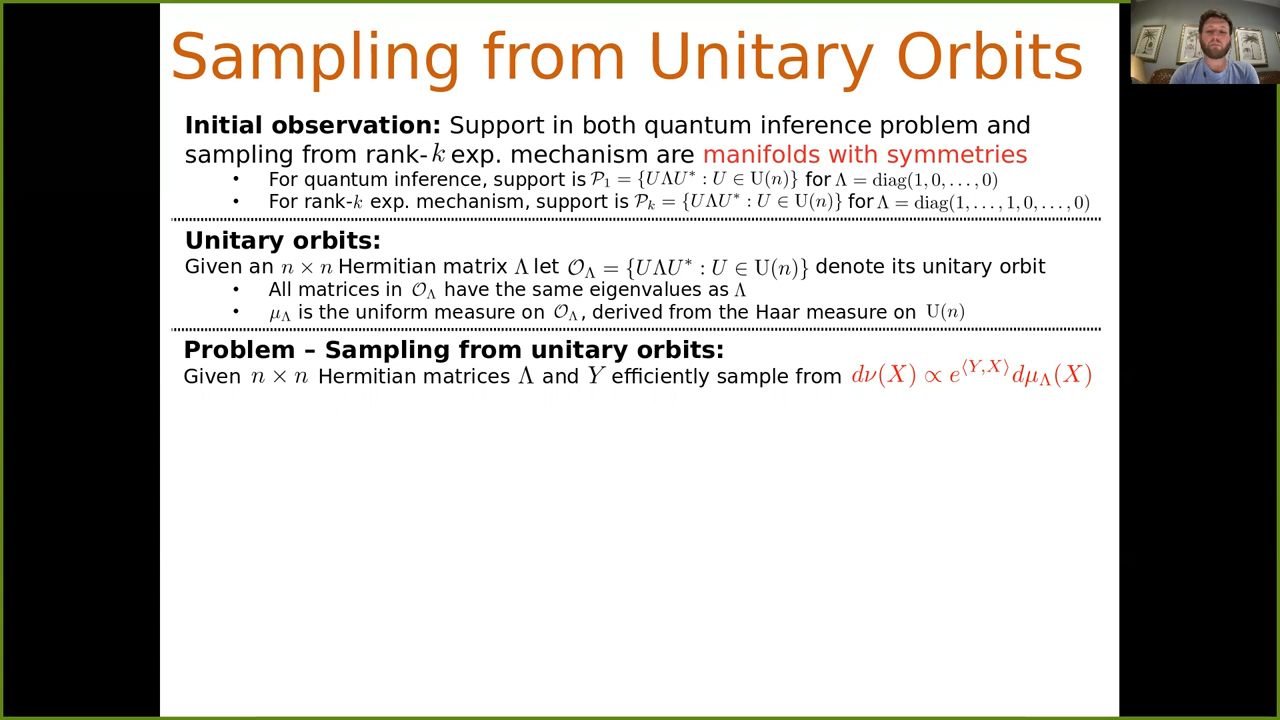 Sampling from Unitary Orbits
Initial observation: Support in both quantum inference problem and
sampling from rank-k exp. mechanism are manifolds with symmetries
• For quantum inference, support is 𝒫₁ = {UΛU* : U ∈ U(n)} for Λ = diag(1, 0, . . . , 0)
• For rank-k exp. mechanism, support is 𝒫ₖ = {UΛU* : U ∈ U(n)} for Λ = diag(1, . . . , 1, 0, . . . , 0)
Unitary orbits:
Given an n × n Hermitian matrix Λ let 𝒪_Λ = {UΛU* : U ∈ U(n)} denote its unitary orbit
• All matrices in 𝒪_Λ have the same eigenvalues as Λ
• μ_Λ is the uniform measure on 𝒪_Λ, derived from the Haar measure on U(n)
Problem – Sampling from unitary orbits:
Given n × n Hermitian matrices Λ and Y efficiently sample from dν(X) ∝ e^{⟨Y,X⟩}dμ_Λ(X)